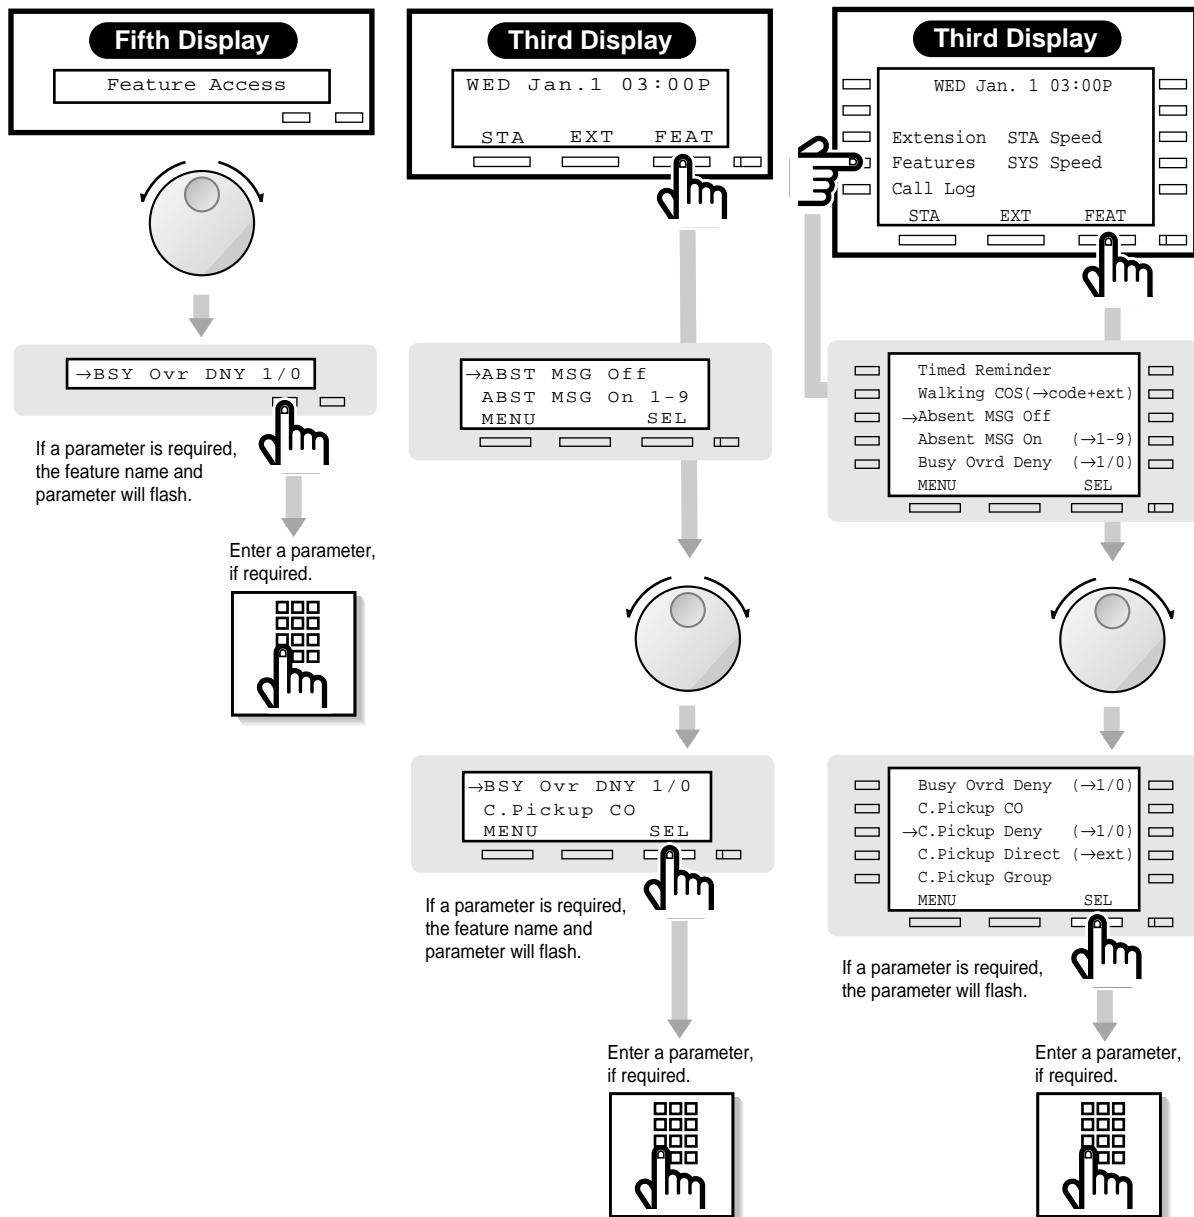 Fifth Display
Feature Access
→BSY Ovr DNY 1/0
If a parameter is required,
the feature name and
parameter will flash.
Enter a parameter,
if required.
Third Display
WED Jan.1 03:00P
STA EXT FEAT
→ABST MSG Off
ABST MSG On 1-9
MENU SEL
→BSY Ovr DNY 1/0
C.Pickup CO
MENU SEL
If a parameter is required,
the feature name and
parameter will flash.
Enter a parameter,
if required.
Third Display
WED Jan. 1 03:00P
Extension STA Speed
Features SYS Speed
Call Log
STA EXT FEAT
Timed Reminder
Walking COS(→code+ext)
→Absent MSG Off
Absent MSG On (→1-9)
Busy Ovrd Deny (→1/0)
MENU SEL
Busy Ovrd Deny (→1/0)
C.Pickup CO
→C.Pickup Deny (→1/0)
C.Pickup Direct (→ext)
C.Pickup Group
MENU SEL
If a parameter is required,
the parameter will flash.
Enter a parameter,
if required.